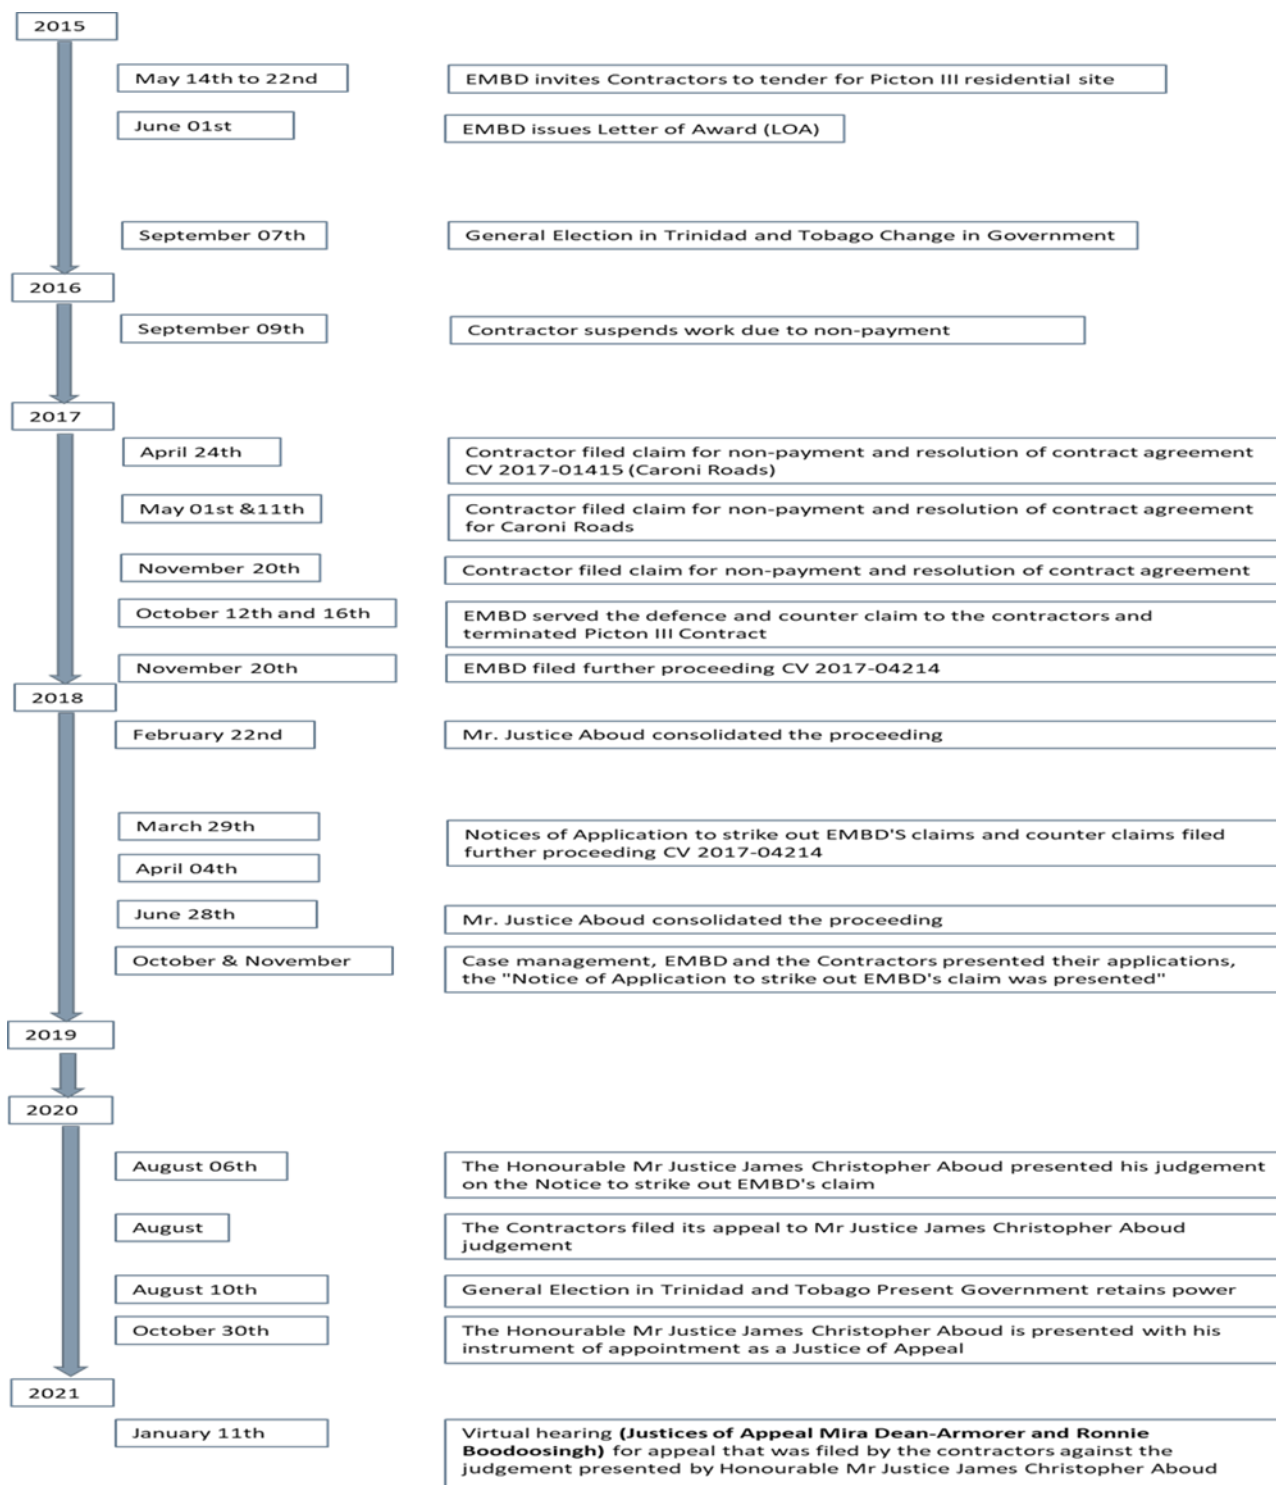 2015
May 14th to 22nd
EMBD invites Contractors to tender for Picton III residential site
June 01st
EMBD issues Letter of Award (LOA)
September 07th
General Election in Trinidad and Tobago Change in Government
2016
September 09th
Contractor suspends work due to non-payment
2017
April 24th
Contractor filed claim for non-payment and resolution of contract agreement
CV 2017-01415 (Caroni Roads)
May 01st &11th
Contractor filed claim for non-payment and resolution of contract agreement
for Caroni Roads
November 20th
Contractor filed claim for non-payment and resolution of contract agreement
October 12th and 16th
EMBD served the defence and counter claim to the contractors and
terminated Picton III Contract
November 20th
EMBD filed further proceeding CV 2017-04214
2018
February 22nd
Mr. Justice Aboud consolidated the proceeding
March 29th
April 04th
Notices of Application to strike out EMBD'S claims and counter claims filed
further proceeding CV 2017-04214
June 28th
Mr. Justice Aboud consolidated the proceeding
October & November
Case management, EMBD and the Contractors presented their applications,
the "Notice of Application to strike out EMBD's claim was presented"
2019
2020
August 06th
The Honourable Mr Justice James Christopher Aboud presented his judgement
on the Notice to strike out EMBD's claim
August
The Contractors filed its appeal to Mr Justice James Christopher Aboud
judgement
August 10th
General Election in Trinidad and Tobago Present Government retains power
October 30th
The Honourable Mr Justice James Christopher Aboud is presented with his
instrument of appointment as a Justice of Appeal
2021
January 11th
Virtual hearing (Justices of Appeal Mira Dean-Armorer and Ronnie
Boodoosingh) for appeal that was filed by the contractors against the
judgement presented by Honourable Mr Justice James Christopher Aboud